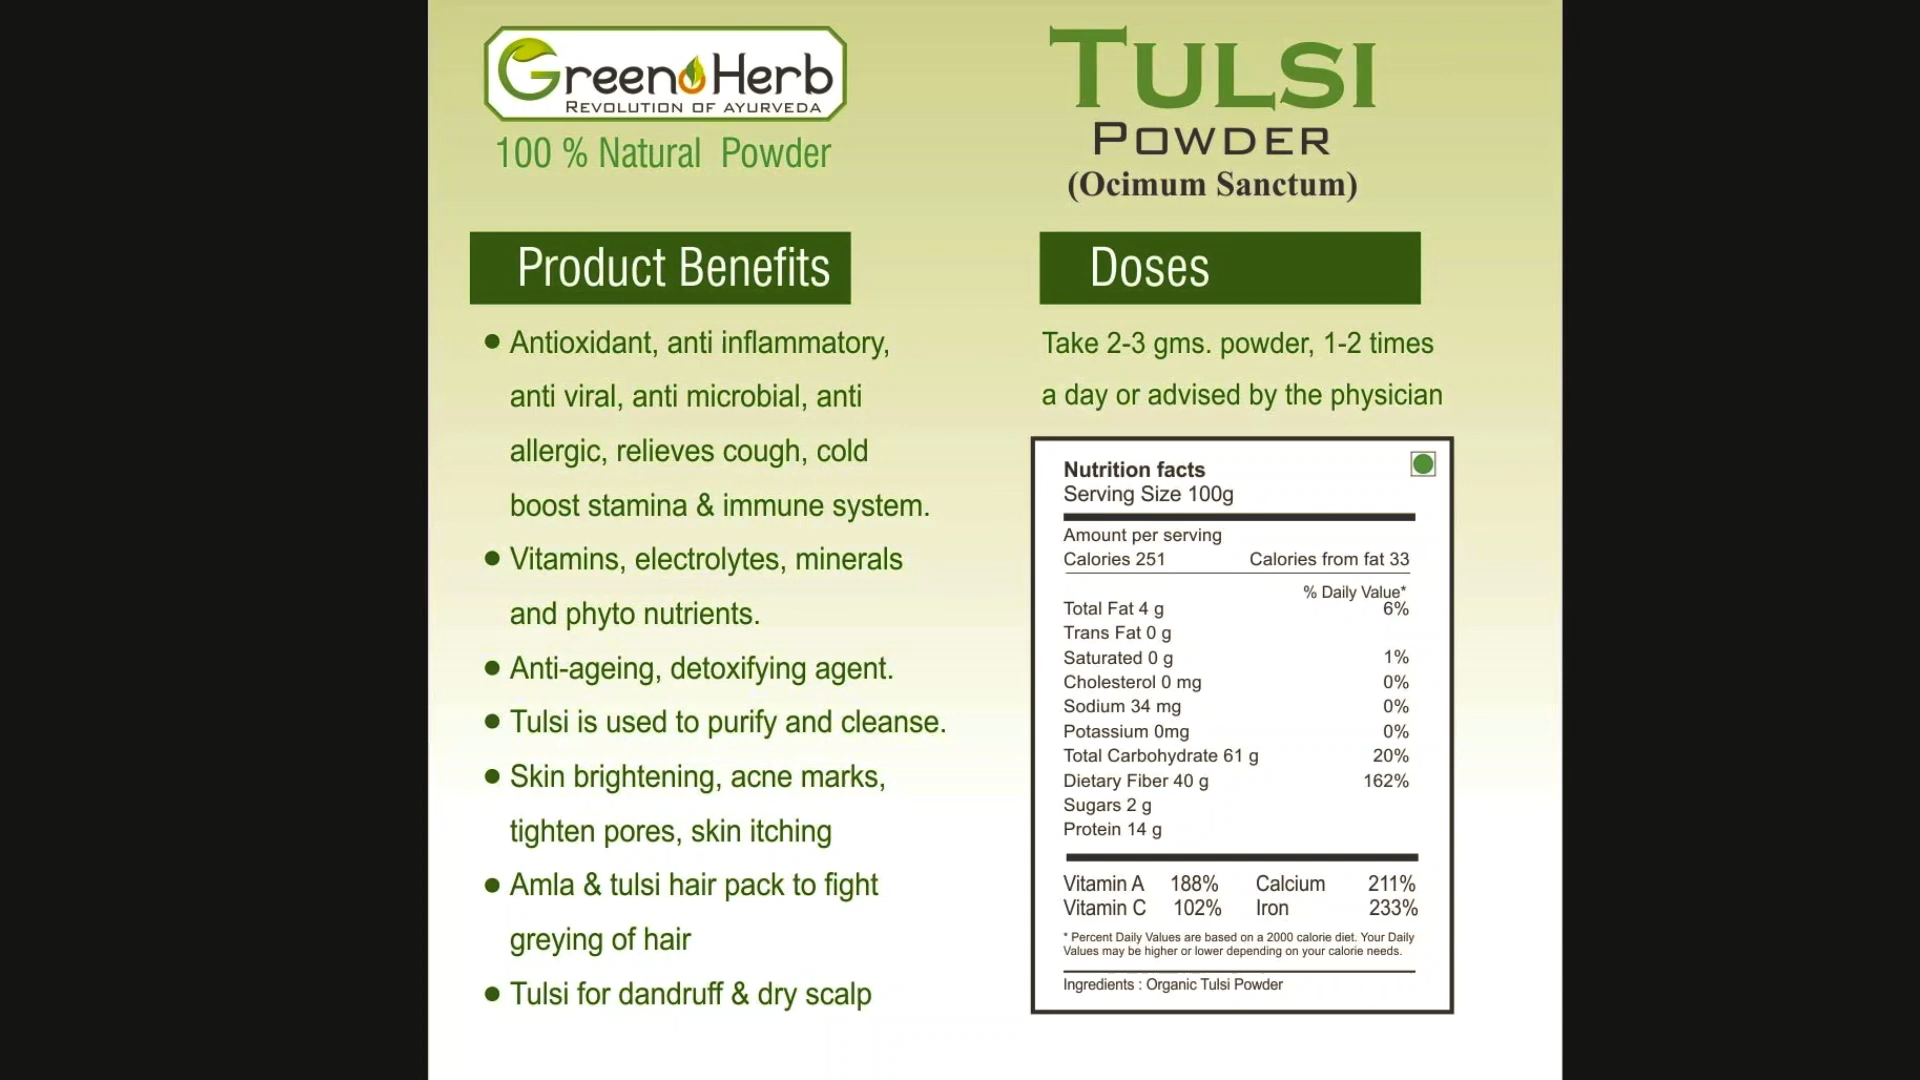 Green Herb
REVOLUTION OF AYURVEDA
100 % Natural Powder
TULSI
POWDER
(Ocimum Sanctum)
Product Benefits
• Antioxidant, anti inflammatory,
anti viral, anti microbial, anti
allergic, relieves cough, cold
boost stamina & immune system.
• Vitamins, electrolytes, minerals
and phyto nutrients.
• Anti-ageing, detoxifying agent.
• Tulsi is used to purify and cleanse.
• Skin brightening, acne marks,
tighten pores, skin itching
• Amla & tulsi hair pack to fight
greying of hair
• Tulsi for dandruff & dry scalp
Doses
Take 2-3 gms. powder, 1-2 times
a day or advised by the physician
Nutrition facts
Serving Size 100g
Amount per serving
Calories 251 Calories from fat 33
% Daily Value*
Total Fat 4 g 6%
Trans Fat 0 g
Saturated 0 g 1%
Cholesterol 0 mg 0%
Sodium 34 mg 0%
Potassium 0mg 0%
Total Carbohydrate 61 g 20%
Dietary Fiber 40 g 162%
Sugars 2 g
Protein 14 g
Vitamin A 188% Calcium 211%
Vitamin C 102% Iron 233%
* Percent Daily Values are based on a 2000 calorie diet. Your Daily
Values may be higher or lower depending on your calorie needs.
Ingredients : Organic Tulsi Powder